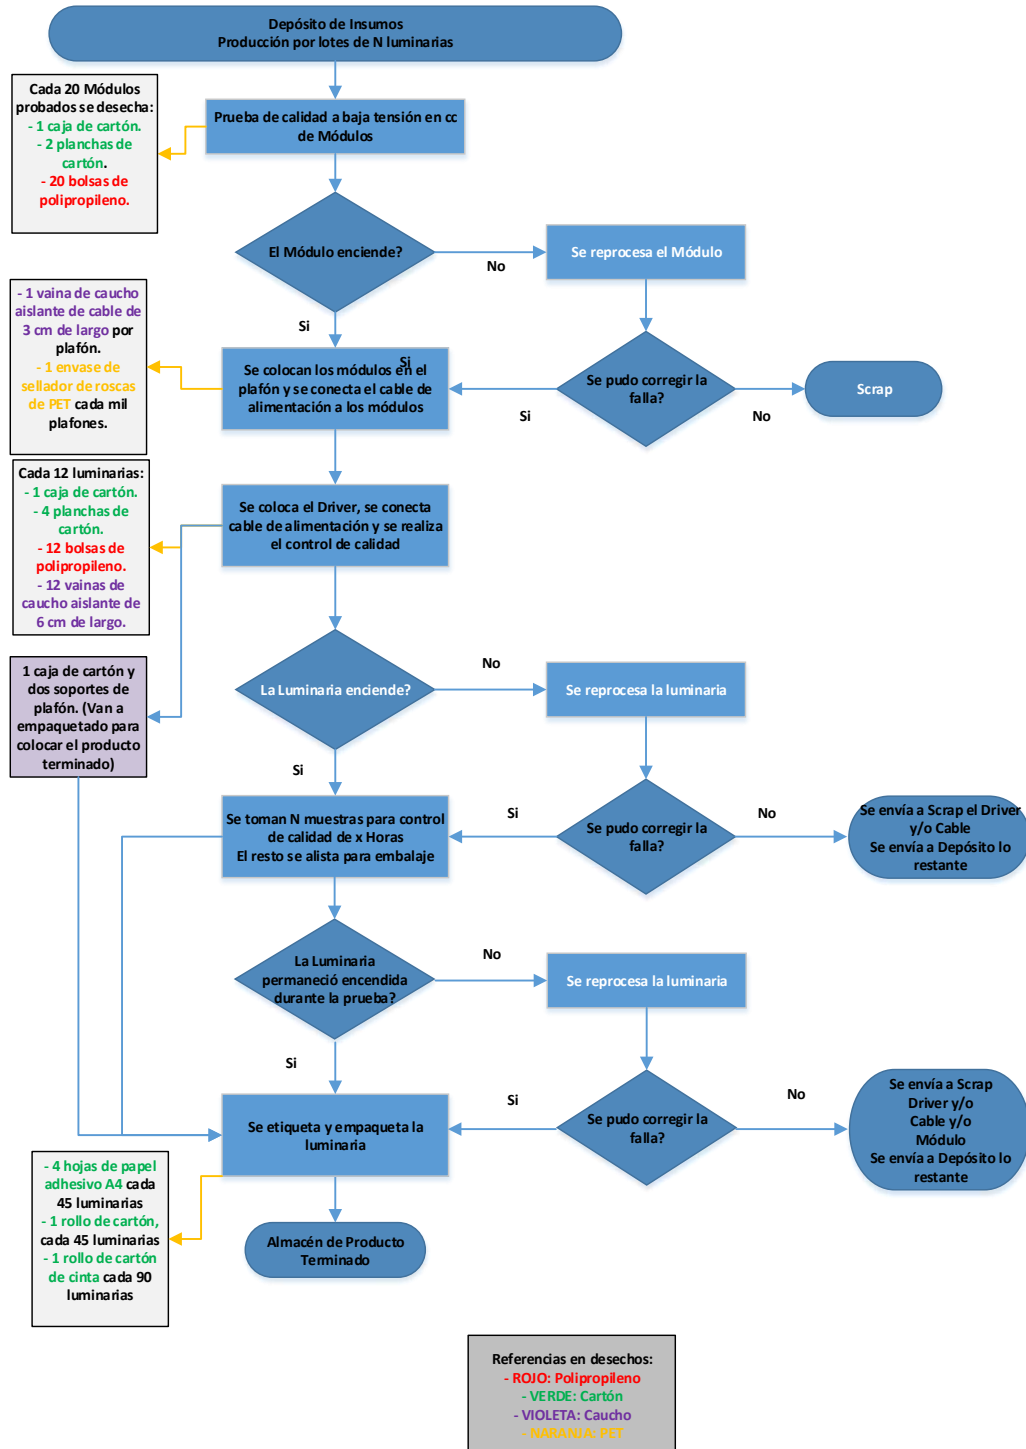 Depósito de Insumos
Producción por lotes de N luminarias
Cada 20 Módulos
probados se desecha:
- 1 caja de cartón.
- 2 planchas de
cartón.
- 20 bolsas de
polipropileno.
Prueba de calidad a baja tensión en cc
de Módulos
El Módulo enciende?
No
Se reprocesa el Módulo
Si
- 1 vaina de caucho
aislante de cable de
3 cm de largo por
plafón.
- 1 envase de
sellador de roscas
de PET cada mil
plafones.
Si
Se colocan los módulos en el
plafón y se conecta el cable de
alimentación a los módulos
Se pudo corregir la
falla?
Si
No
Scrap
Cada 12 luminarias:
- 1 caja de cartón.
- 4 planchas de
cartón.
- 12 bolsas de
polipropileno.
- 12 vainas de
caucho aislante de
6 cm de largo.
Se coloca el Driver, se conecta
cable de alimentación y se realiza
el control de calidad
1 caja de cartón y
dos soportes de
plafón. (Van a
empaquetado para
colocar el producto
terminado)
La Luminaria enciende?
No
Se reprocesa la luminaria
Si
Se toman N muestras para control
de calidad de x Horas
El resto se alista para embalaje
Si
Se pudo corregir la
falla?
No
Se envía a Scrap el Driver
y/o Cable
Se envía a Depósito lo
restante
La Luminaria
permaneció encendida
durante la prueba?
No
Se reprocesa la luminaria
Si
Se etiqueta y empaqueta la
luminaria
Si
Se pudo corregir la
falla?
No
Se envía a Scrap
Driver y/o
Cable y/o
Módulo
Se envía a Depósito lo
restante
- 4 hojas de papel
adhesivo A4 cada
45 luminarias
- 1 rollo de cartón,
cada 45 luminarias
- 1 rollo de cartón
de cinta cada 90
luminarias
Almacén de Producto
Terminado
Referencias en desechos:
- ROJO: Polipropileno
- VERDE: Cartón
- VIOLETA: Caucho
- NARANJA: PET